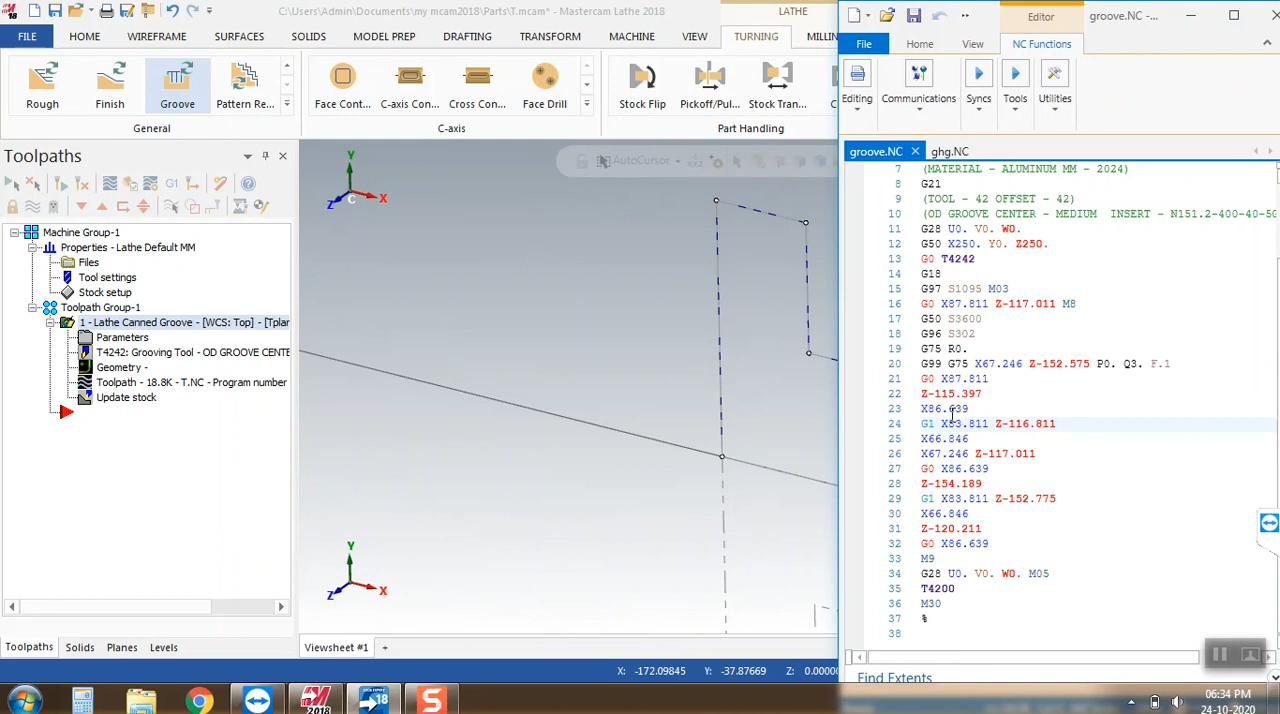 18
C:\Users\Admin\Documents\my mcam2018\Parts\T.mcam* - Mastercam Lathe 2018
LATHE
FILE HOME WIREFRAME SURFACES SOLIDS MODEL PREP DRAFTING TRANSFORM MACHINE VIEW TURNING MILLIN
Rough Finish Groove Pattern Re... Face Cont... C-axis Con... Cross Con... Face Drill Stock Flip Pickoff/Pul... Stock Tran...
General C-axis Part Handling
Toolpaths
G1
Machine Group-1
Properties - Lathe Default MM
Files
Tool settings
Stock setup
Toolpath Group-1
1 - Lathe Canned Groove - [WCS: Top] - [Tplan
Parameters
T4242: Grooving Tool - OD GROOVE CENTE
Geometry -
Toolpath - 18.8K - T.NC - Program number
Update stock
Toolpaths Solids Planes Levels
AutoCursor
Y
X
Z
C
Y
X
Z
Viewsheet #1 +
X: -172.09845 Y: -37.87669 Z: 0.0000
Editor
groove.NC -...
File Home View NC Functions
Editing Communications Syncs Tools Utilities
groove.NC ghg.NC
7 (MATERIAL - ALUMINUM MM - 2024)
8 G21
9 (TOOL - 42 OFFSET - 42)
10 (OD GROOVE CENTER - MEDIUM INSERT - N151.2-400-40-5G
11 G28 U0. V0. W0.
12 G50 X250. Y0. Z250.
13 G0 T4242
14 G18
15 G97 S1095 M03
16 G0 X87.811 Z-117.011 M8
17 G50 S3600
18 G96 S302
19 G75 R0.
20 G99 G75 X67.246 Z-152.575 P0. Q3. F.1
21 G0 X87.811
22 Z-115.397
23 X86.639
24 G1 X83.811 Z-116.811
25 X66.846
26 X67.246 Z-117.011
27 G0 X86.639
28 Z-154.189
29 G1 X83.811 Z-152.775
30 X66.846
31 Z-120.211
32 G0 X86.639
33 M9
34 G28 U0. V0. W0. M05
35 T4200
36 M30
37 %
38
Find Extents
2018
18
06:34 PM
24-10-2020